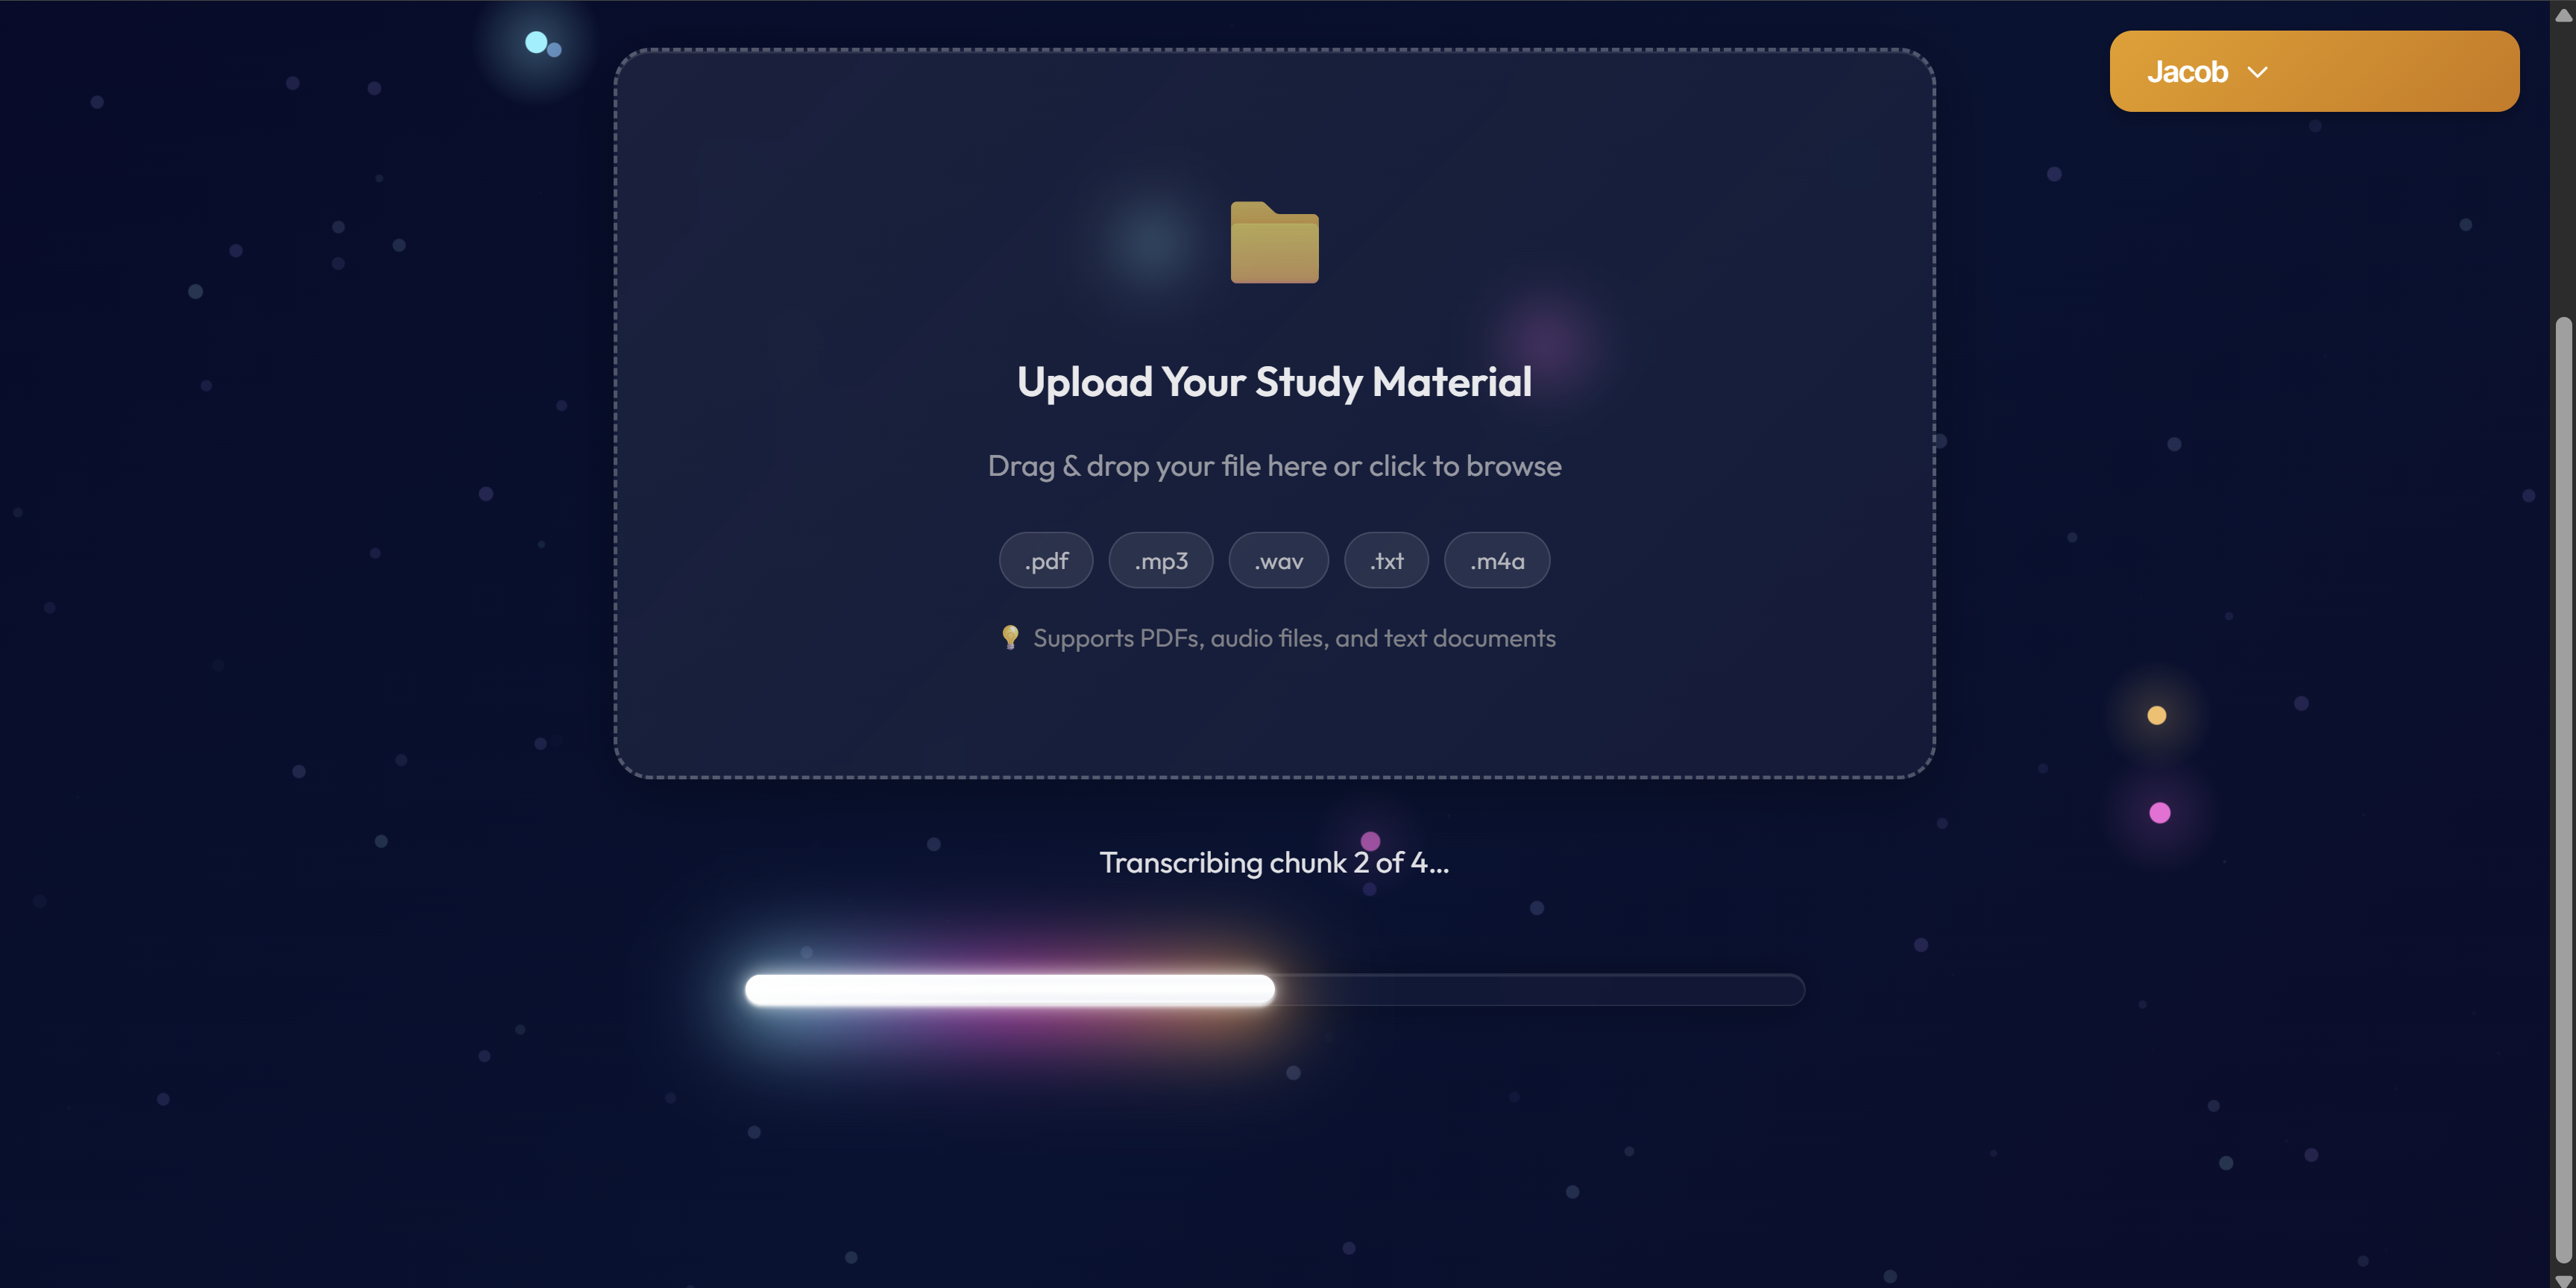 Jacob
Upload Your Study Material
Drag & drop your file here or click to browse
.pdf .mp3 .wav .txt .m4a
Supports PDFs, audio files, and text documents
Transcribing chunk 2 of 4...